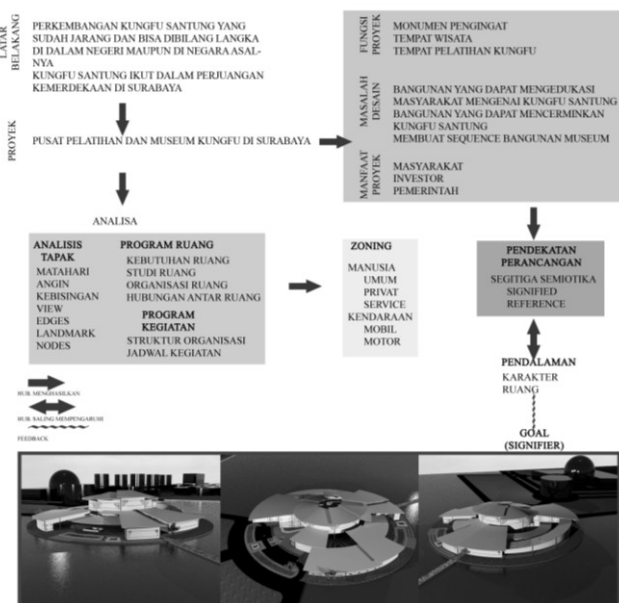 LATAR
BELAKANG
PERKEMBANGAN KUNGFU SANTUNG YANG
SUDAH JARANG DAN BISA DIBILANG LANGKA
DI DALAM NEGERI MAUPUN DI NEGARA ASAL-
NYA
KUNGFU SANTUNG IKUT DALAM PERJUANGAN
KEMERDEKAAN DI SURABAYA
PROYEK
PUSAT PELATIHAN DAN MUSEUM KUNGFU DI SURABAYA
FUNGSI
PROYEK
MONUMEN PENGINGAT
TEMPAT WISATA
TEMPAT PELATIHAN KUNGFU
MASALAH
DESAIN
BANGUNAN YANG DAPAT MENGEDUKASI
MASYARAKAT MENGENAI KUNGFU SANTUNG
BANGUNAN YANG DAPAT MENCERMINKAN
KUNGFU SANTUNG
MEMBUAT SEQUENCE BANGUNAN MUSEUM
MANFAAT
PROYEK
MASYARAKAT
INVESTOR
PEMERINTAH
ANALISA
ANALISIS
TAPAK
MATAHARI
ANGIN
KEBISINGAN
VIEW
EDGES
LANDMARK
NODES
PROGRAM RUANG
KEBUTUHAN RUANG
STUDI RUANG
ORGANISASI RUANG
HUBUNGAN ANTAR RUANG
PROGRAM
KEGIATAN
STRUKTUR ORGANISASI
JADWAL KEGIATAN
ZONING
MANUSIA
UMUM
PRIVAT
SERVICE
KENDARAAN
MOBIL
MOTOR
PENDEKATAN
PERANCANGAN
SEGITIGA SEMIOTIKA
SIGNIFIED
REFERENCE
PENDALAMAN
KARAKTER
RUANG
GOAL
(SIGNIFIER)
HUB. MENGHASILKAN
HUB. SALING MEMPENGARUHI
FEEDBACK